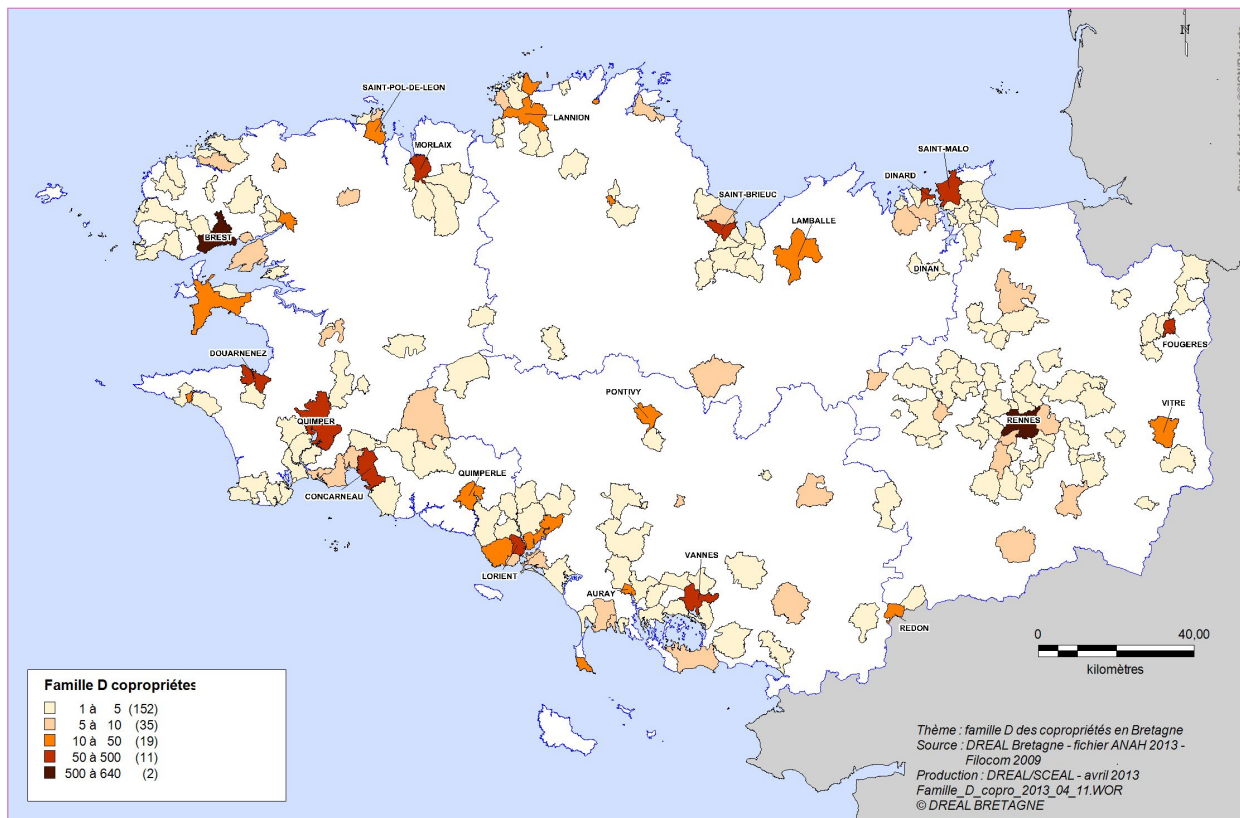 N
SAINT-POL-DE-LEON
LANNION
MORLAIX
SAINT-MALO
DINARD
SAINT-BRIEUC
LAMBALLE
BREST
DINAN
FOUGERES
DOUARNENEZ
PONTIVY
VITRE
QUIMPER
RENNES
QUIMPERLE
CONCARNEAU
VANNES
LORIENT
AURAY
REDON
0 40,00
kilomètres
Famille D copropriétes
1 à 5 (152)
5 à 10 (35)
10 à 50 (19)
50 à 500 (11)
500 à 640 (2)
Thème : famille D des copropriétés en Bretagne
Source : DREAL Bretagne - fichier ANAH 2013 -
Filocom 2009
Production : DREAL/SCEAL - avril 2013
Famille_D_copro_2013_04_11.WOR
© DREAL BRETAGNE